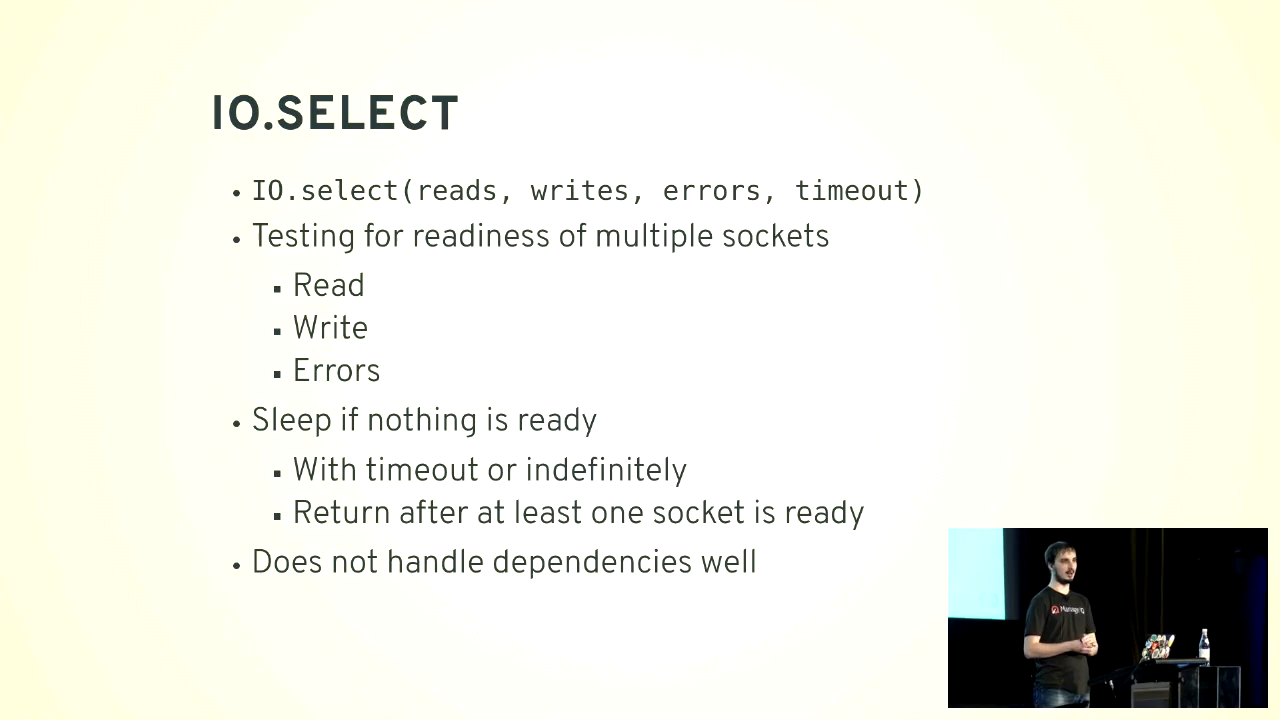 IO.SELECT
• IO.select(reads, writes, errors, timeout)
• Testing for readiness of multiple sockets
▪ Read
▪ Write
▪ Errors
• Sleep if nothing is ready
▪ With timeout or indefinitely
▪ Return after at least one socket is ready
• Does not handle dependencies well
ManageIQ